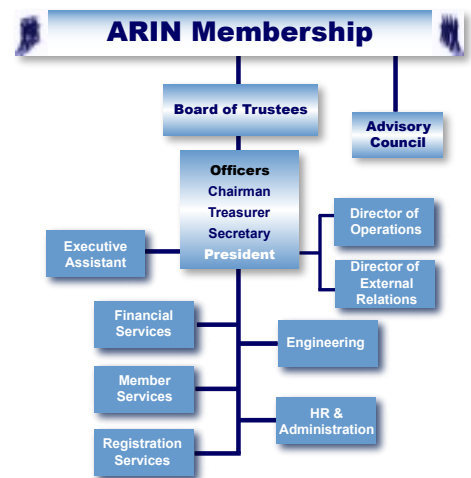 ARIN Membership
Board of Trustees
Advisory
Council
Officers
Chairman
Treasurer
Secretary
President
Director of
Operations
Executive
Assistant
Director of
External
Relations
Financial
Services
Engineering
Member
Services
HR &
Administration
Registration
Services